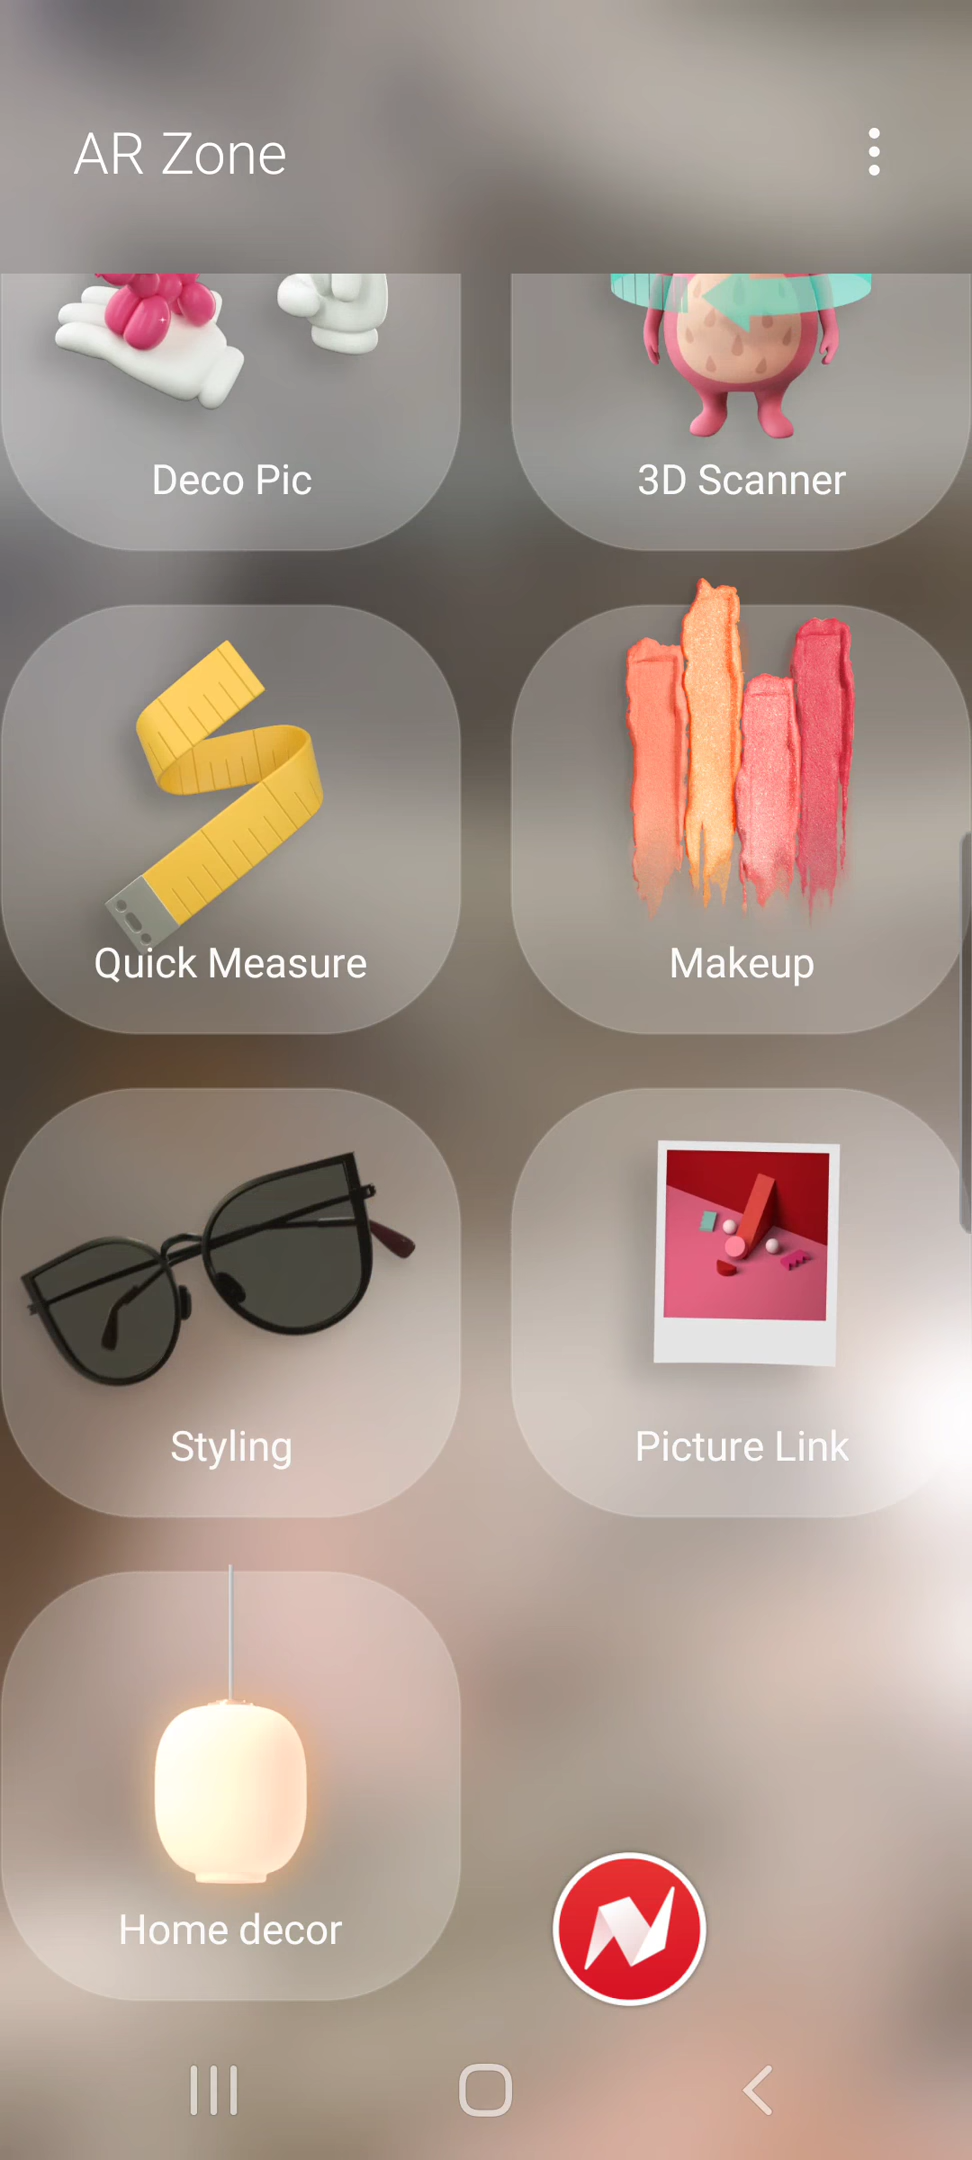 AR Zone
Deco Pic
3D Scanner
Quick Measure
Makeup
Styling
Picture Link
Home decor